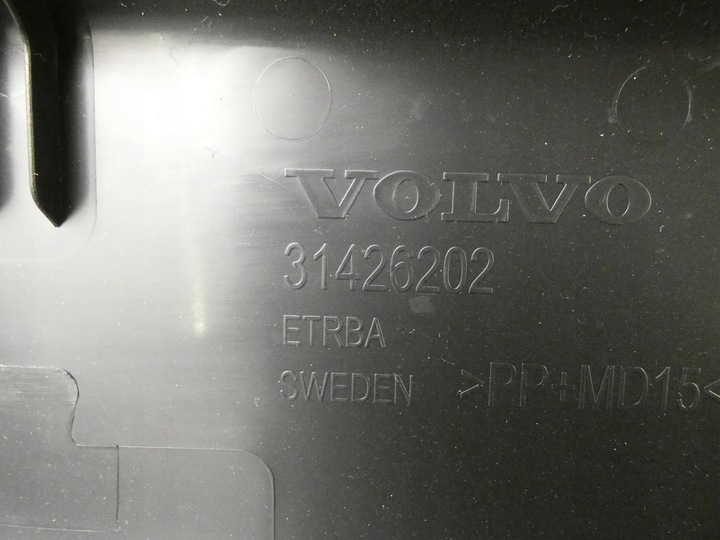 VOLVO
31426202
ETRBA
SWEDEN >PP+MD15<